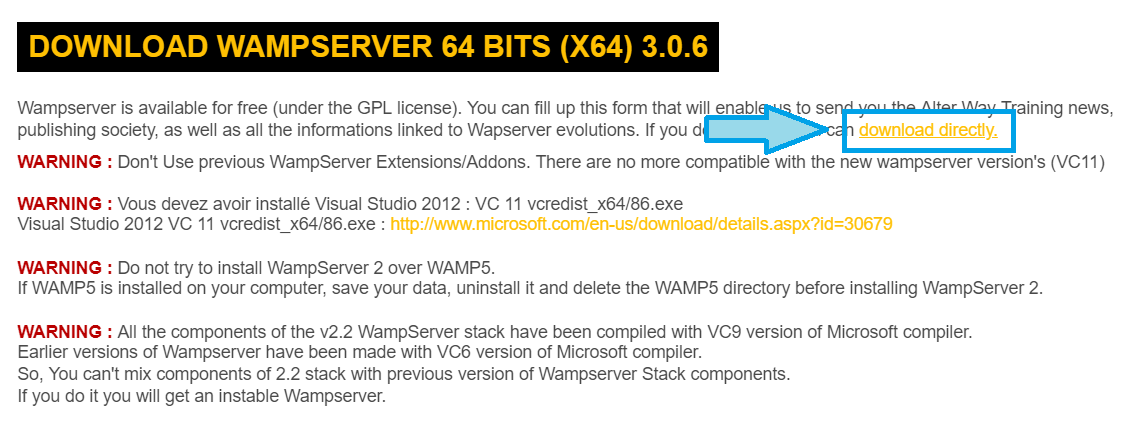 DOWNLOAD WAMPSERVER 64 BITS (X64) 3.0.6
Wampserver is available for free (under the GPL license). You can fill up this form that will enable us to send you the Alter Way Training news,
publishing society, as well as all the informations linked to Wapserver evolutions. If you do can download directly.
WARNING : Don't Use previous WampServer Extensions/Addons. There are no more compatible with the new wampserver version's (VC11)
WARNING : Vous devez avoir installé Visual Studio 2012 : VC 11 vcredist_x64/86.exe
Visual Studio 2012 VC 11 vcredist_x64/86.exe : http://www.microsoft.com/en-us/download/details.aspx?id=30679
WARNING : Do not try to install WampServer 2 over WAMP5.
If WAMP5 is installed on your computer, save your data, uninstall it and delete the WAMP5 directory before installing WampServer 2.
WARNING : All the components of the v2.2 WampServer stack have been compiled with VC9 version of Microsoft compiler.
Earlier versions of Wampserver have been made with VC6 version of Microsoft compiler.
So, You can't mix components of 2.2 stack with previous version of Wampserver Stack components.
If you do it you will get an instable Wampserver.